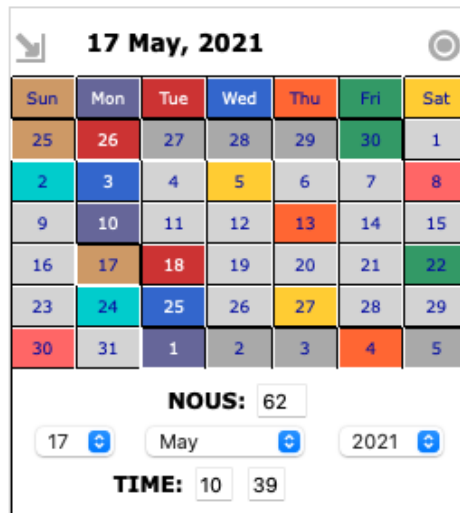 17 May, 2021
Sun Mon Tue Wed Thu Fri Sat
25 26 27 28 29 30 1
2 3 4 5 6 7 8
9 10 11 12 13 14 15
16 17 18 19 20 21 22
23 24 25 26 27 28 29
30 31 1 2 3 4 5
NOUS: 62
17 May 2021
TIME: 10 39